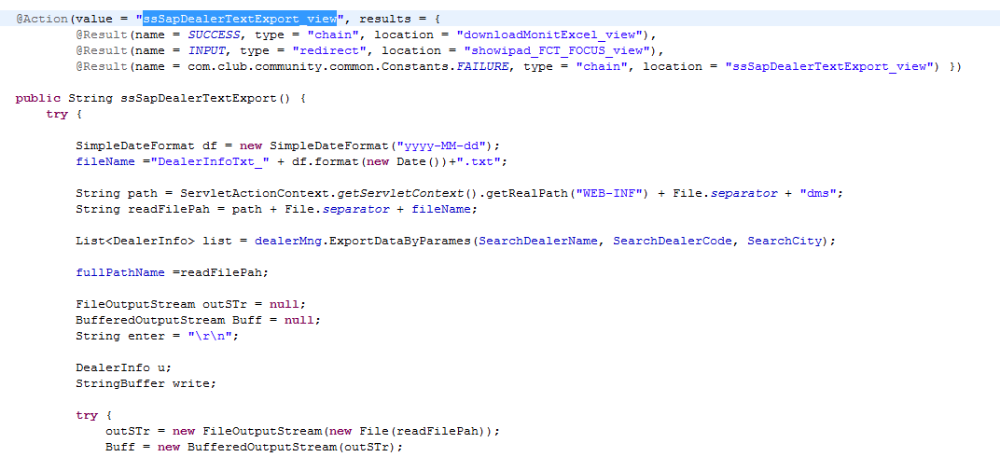 @Action(value = "ssSapDealerTextExport_view", results = {
@Result(name = SUCCESS, type = "chain", location = "downloadMonitExcel_view"),
@Result(name = INPUT, type = "redirect", location = "showipad_FCT_FOCUS_view"),
@Result(name = com.club.community.common.Constants.FAILURE, type = "chain", location = "ssSapDealerTextExport_view") })
public String ssSapDealerTextExport() {
try {
SimpleDateFormat df = new SimpleDateFormat("yyyy-MM-dd");
fileName ="DealerInfoTxt_" + df.format(new Date())+".txt";
String path = ServletActionContext.getServletContext().getRealPath("WEB-INF") + File.separator + "dms";
String readFilePah = path + File.separator + fileName;
List<DealerInfo> list = dealerMng.ExportDataByParames(SearchDealerName, SearchDealerCode, SearchCity);
fullPathName =readFilePah;
FileOutputStream outSTr = null;
BufferedOutputStream Buff = null;
String enter = "\r\n";
DealerInfo u;
StringBuffer write;
try {
outSTr = new FileOutputStream(new File(readFilePah));
Buff = new BufferedOutputStream(outSTr);